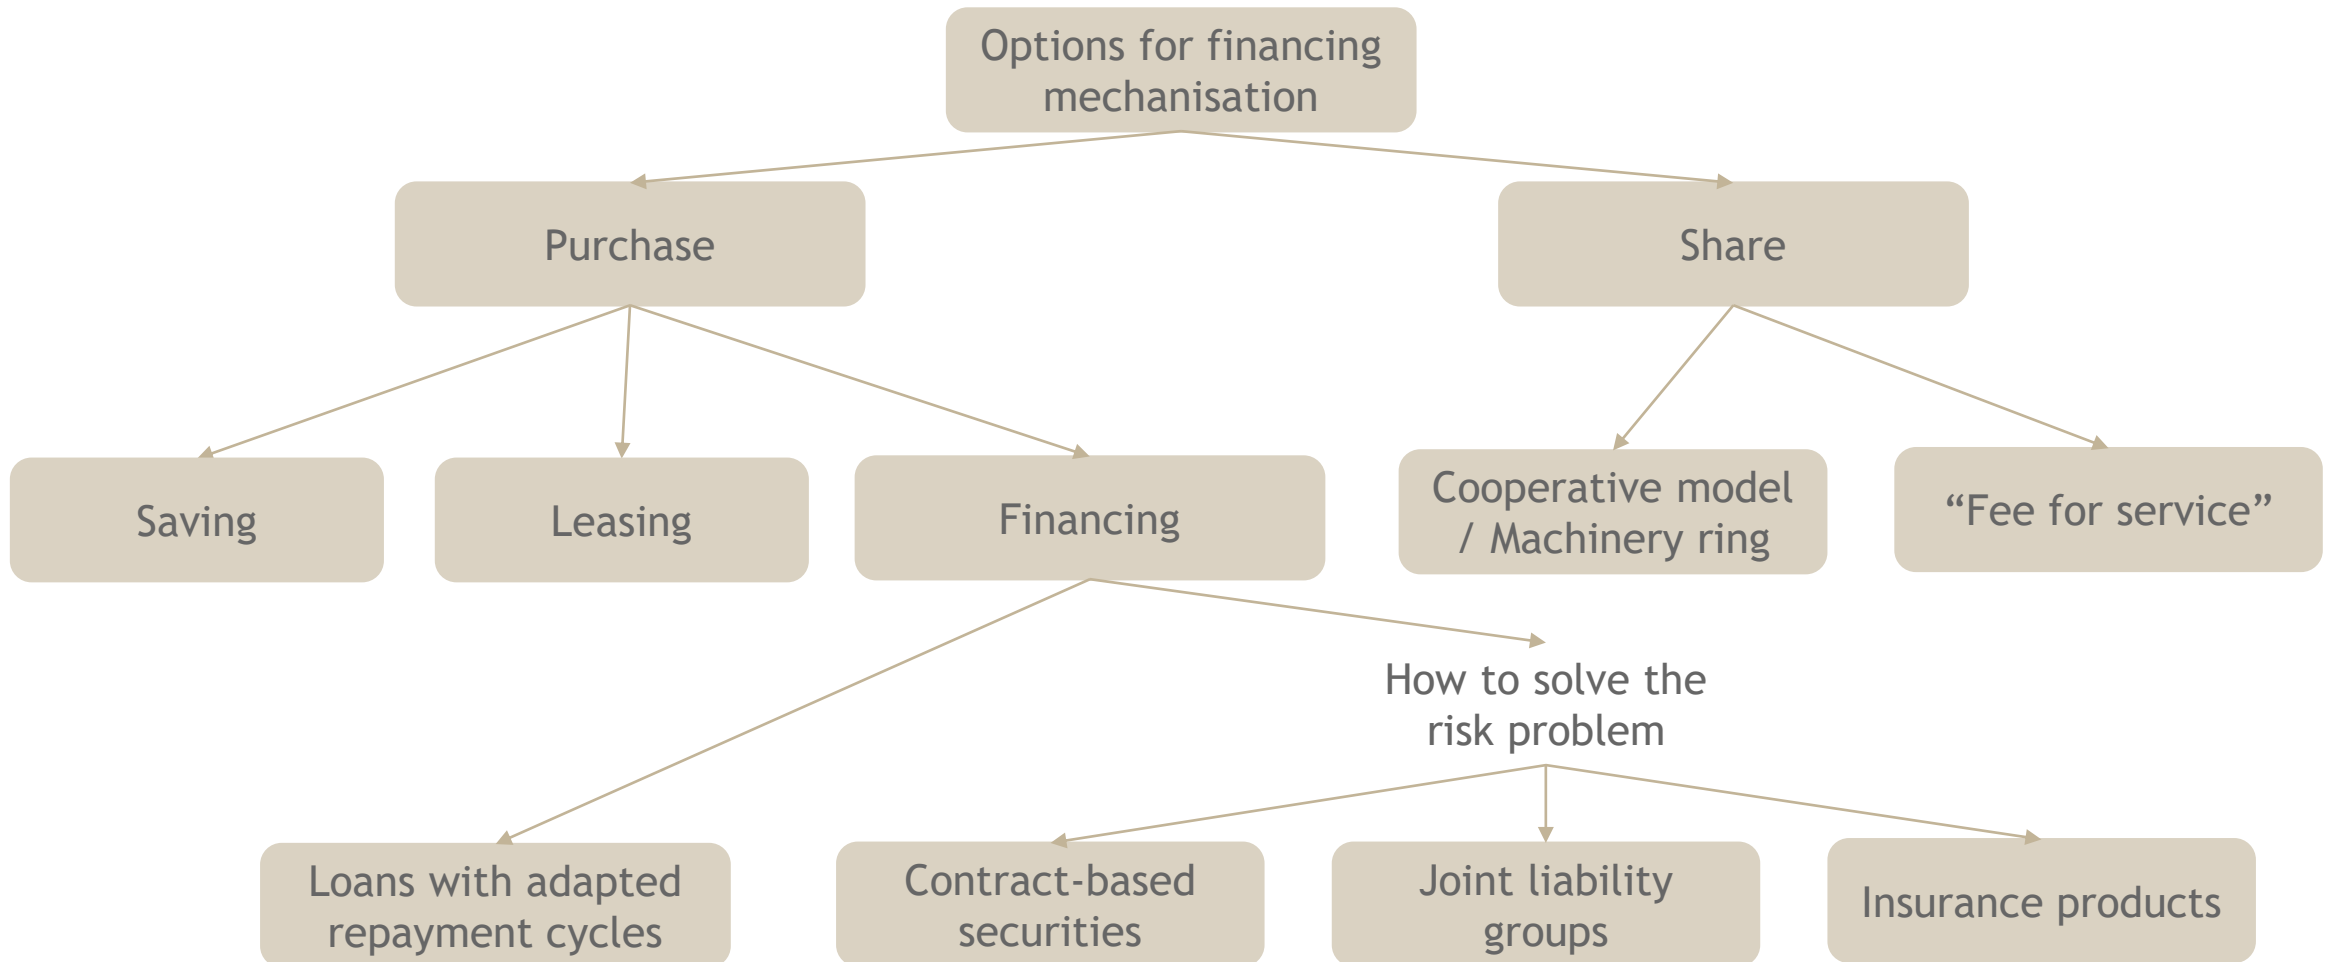 Options for financing
mechanisation
Purchase
Share
Saving
Leasing
Financing
Cooperative model
/ Machinery ring
“Fee for service”
How to solve the
risk problem
Loans with adapted
repayment cycles
Contract-based
securities
Joint liability
groups
Insurance products